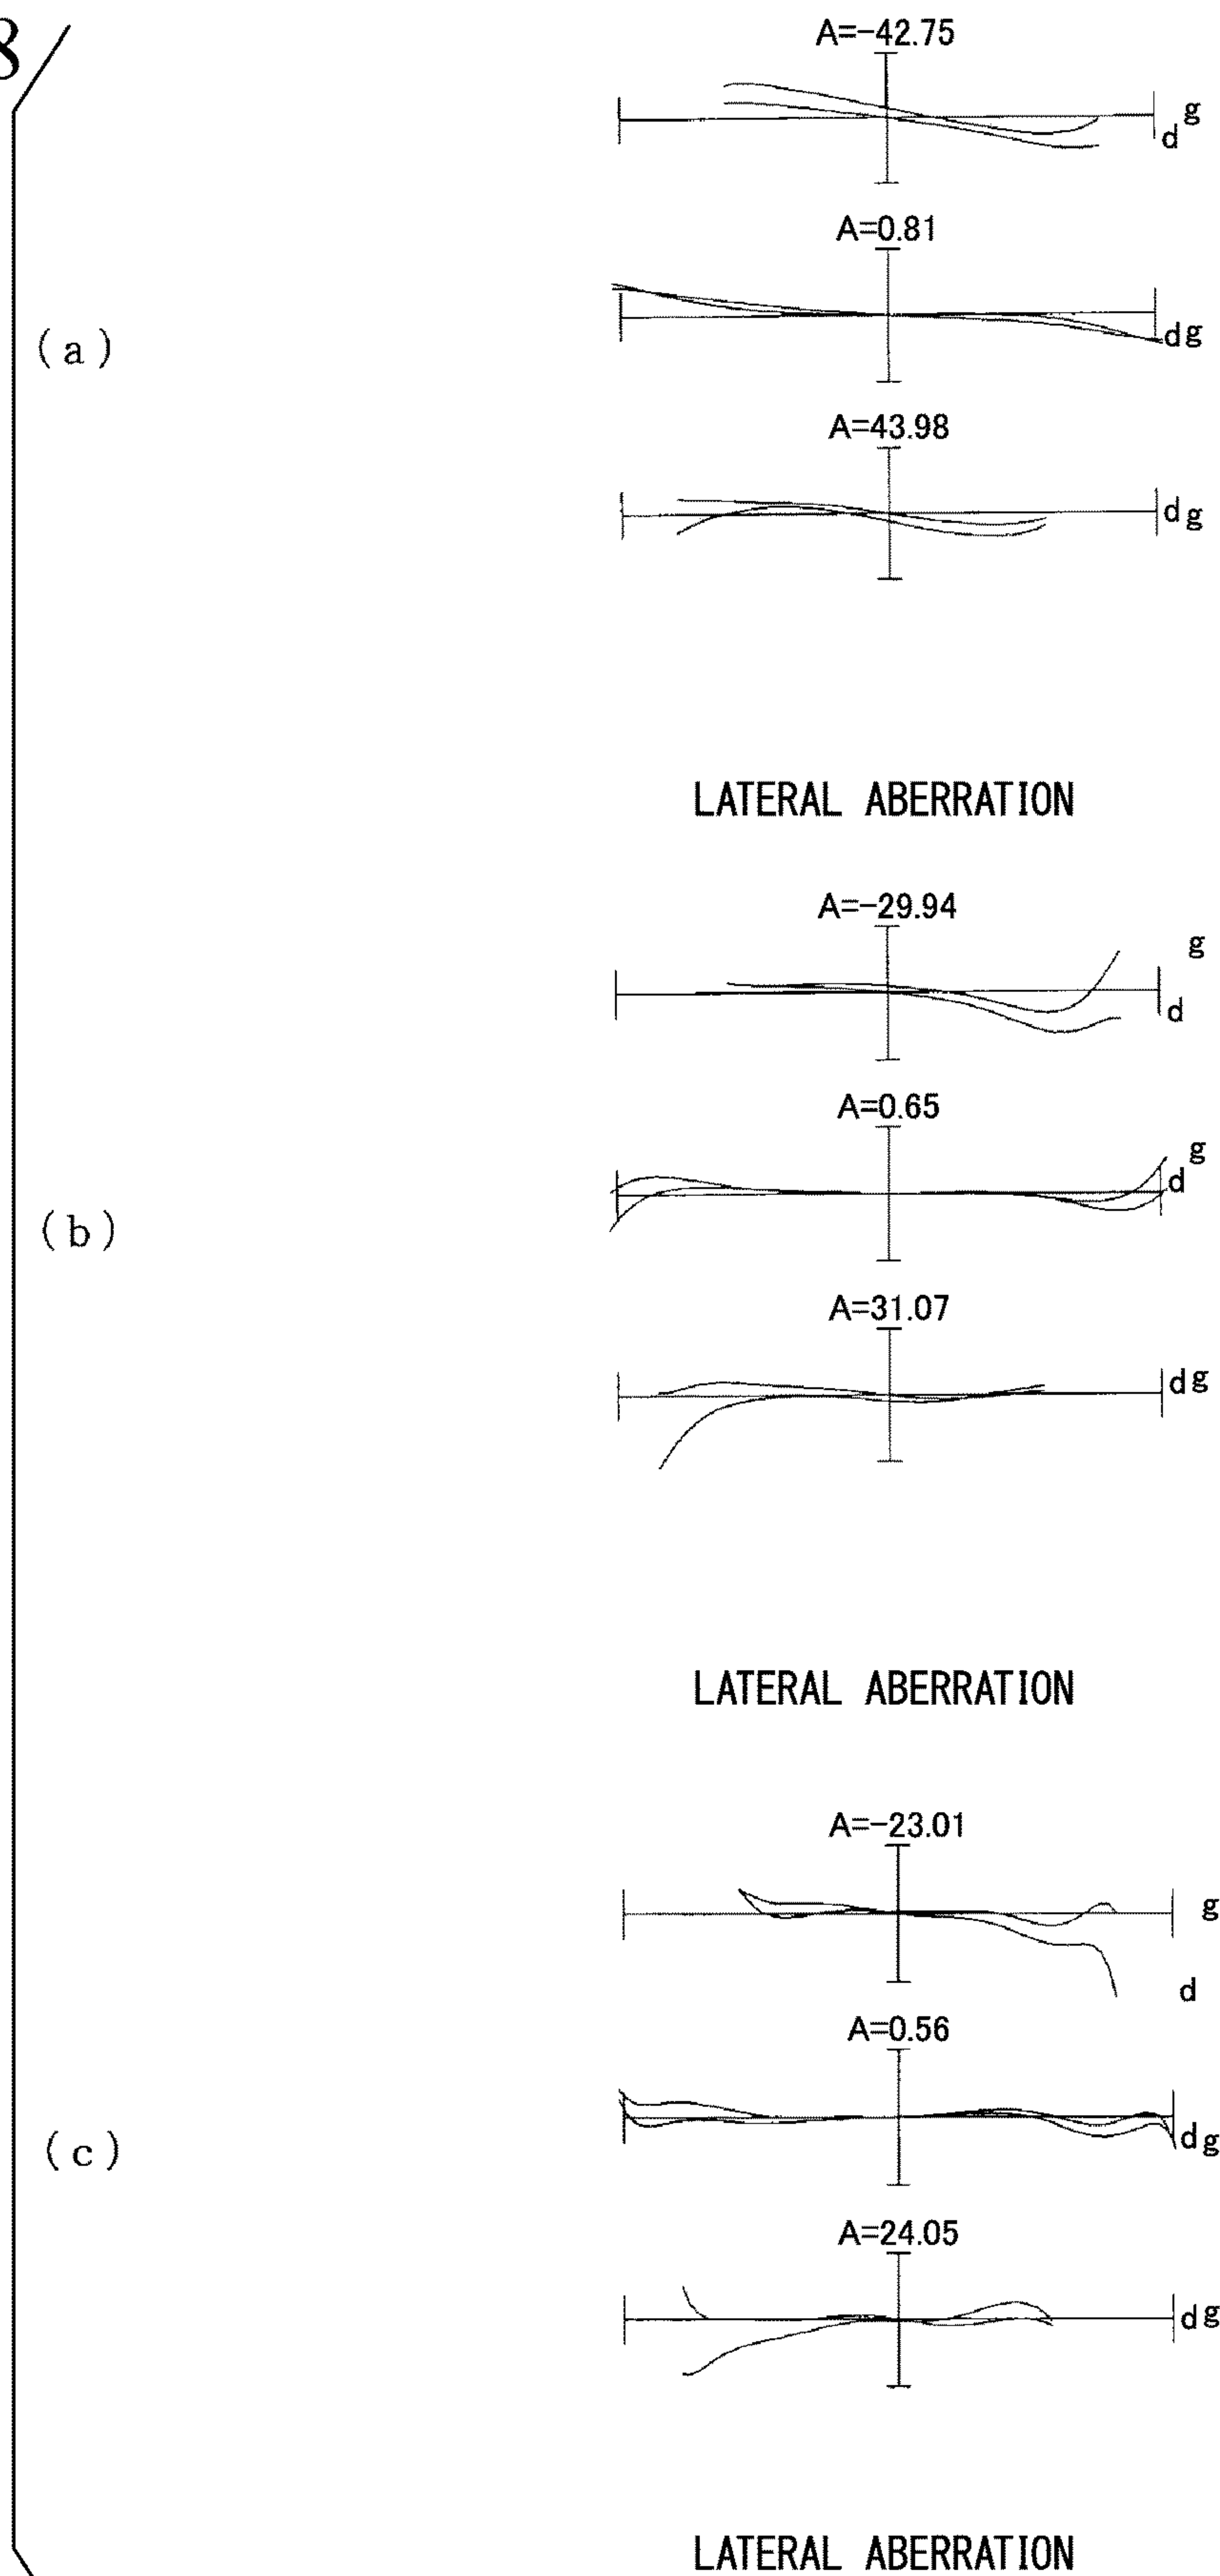 8
A=-42.75
g
d
A=0.81
dg
(a)
A=43.98
dg
LATERAL ABERRATION
A=-29.94
g
d
A=0.65
g
d
(b)
A=31.07
dg
LATERAL ABERRATION
A=-23.01
g
d
A=0.56
dg
(c)
A=24.05
dg
LATERAL ABERRATION